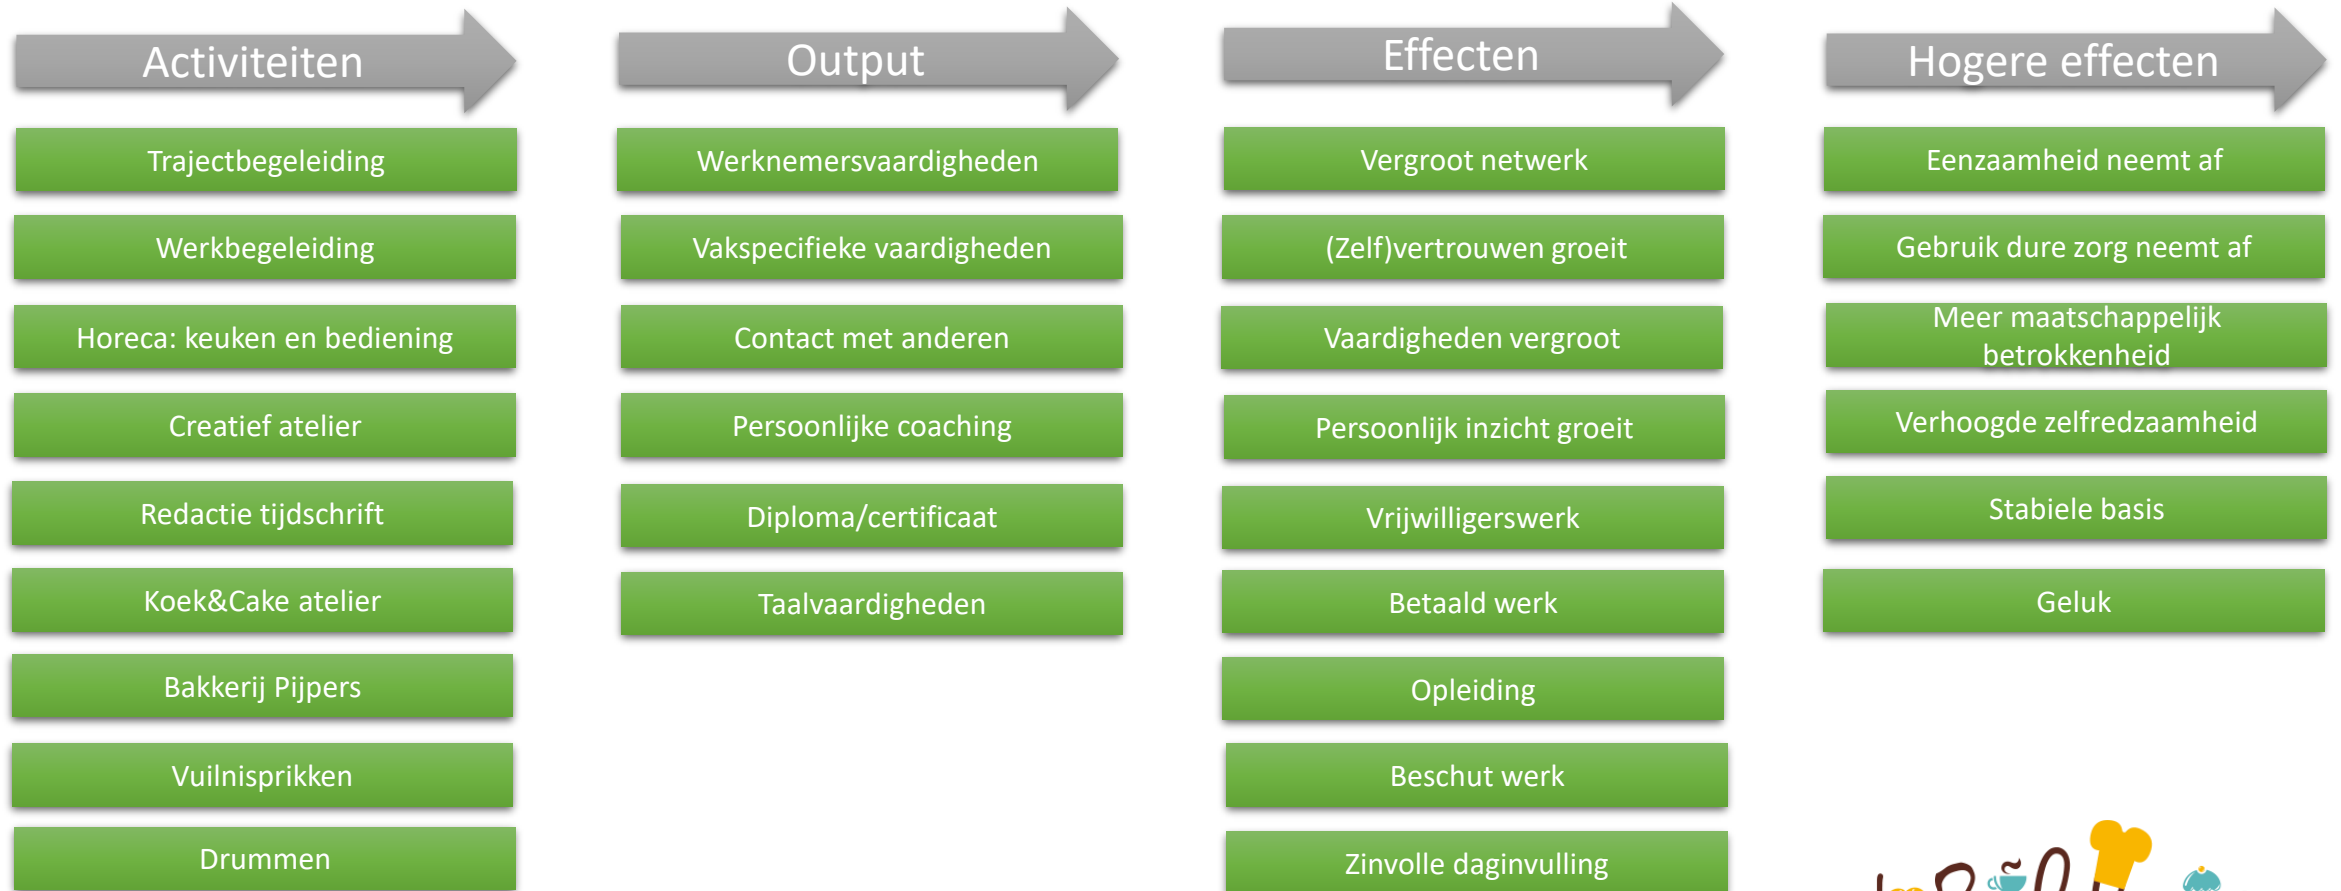 Activiteiten
Trajectbegeleiding
Werkbegeleiding
Horeca: keuken en bediening
Creatief atelier
Redactie tijdschrift
Koek&Cake atelier
Bakkerij Pijpers
Vuilnisprikken
Drummen
Output
Werknemersvaardigheden
Vakspecifieke vaardigheden
Contact met anderen
Persoonlijke coaching
Diploma/certificaat
Taalvaardigheden
Effecten
Vergroot netwerk
(Zelf)vertrouwen groeit
Vaardigheden vergroot
Persoonlijk inzicht groeit
Vrijwilligerswerk
Betaald werk
Opleiding
Beschut werk
Zinvolle daginvulling
Hogere effecten
Eenzaamheid neemt af
Gebruik dure zorg neemt af
Meer maatschappelijk
betrokkenheid
Verhoogde zelfredzaamheid
Stabiele basis
Geluk